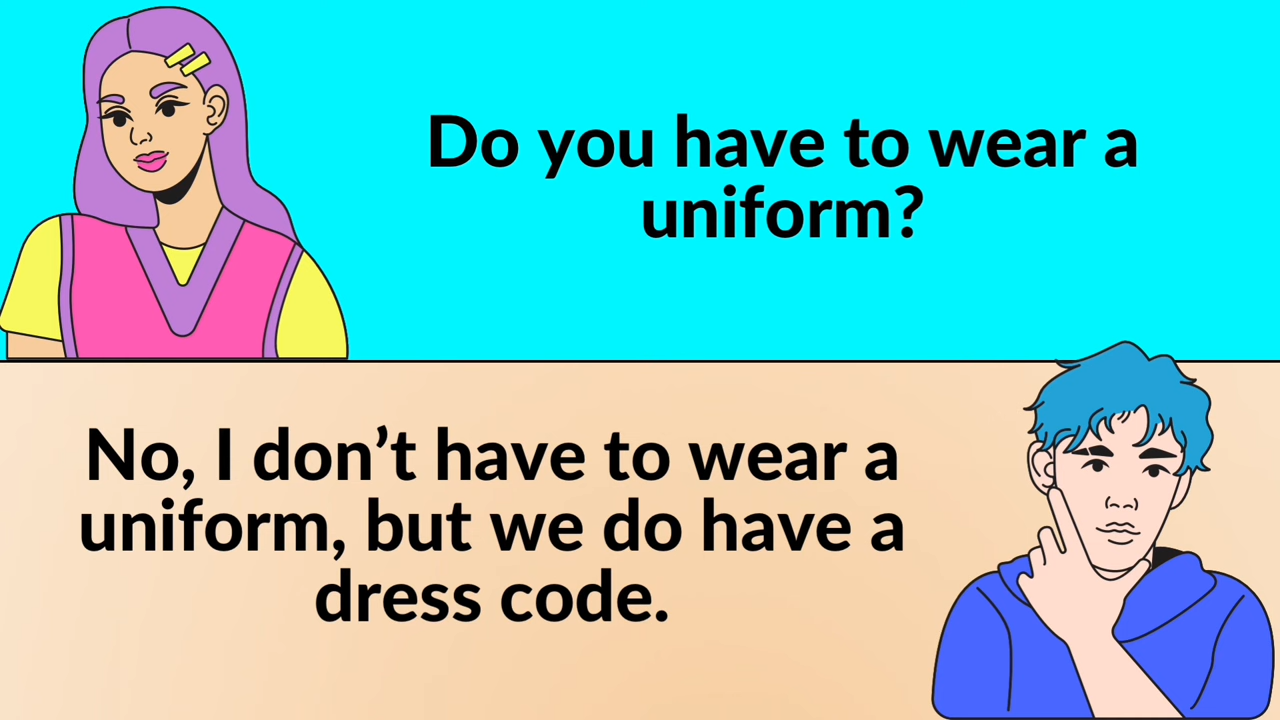 Do you have to wear a
uniform?
No, I don’t have to wear a
uniform, but we do have a
dress code.